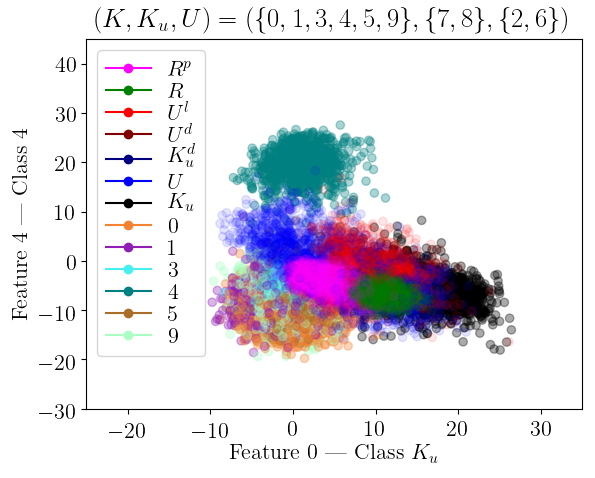 (K, K_u, U) = ({0, 1, 3, 4, 5, 9}, {7, 8}, {2, 6})
Feature 4 — Class 4
40
30
20
10
0
−10
−20
−30
R^p
R
U^l
U^d
K_u^d
U
K_u
0
1
3
4
5
9
−20 −10 0 10 20 30
Feature 0 — Class K_u